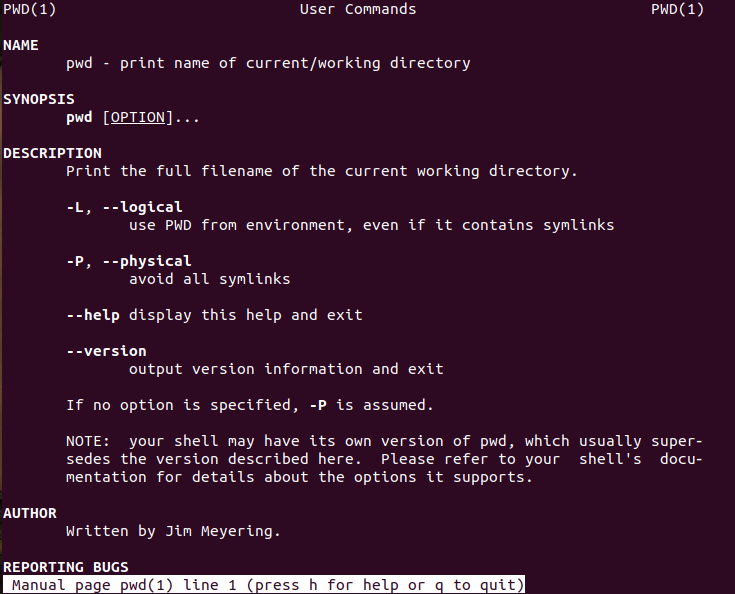 PWD(1) User Commands PWD(1)
NAME
pwd - print name of current/working directory
SYNOPSIS
pwd [OPTION]...
DESCRIPTION
Print the full filename of the current working directory.
-L, --logical
use PWD from environment, even if it contains symlinks
-P, --physical
avoid all symlinks
--help display this help and exit
--version
output version information and exit
If no option is specified, -P is assumed.
NOTE:  your shell may have its own version of pwd, which usually super-
sedes the version described here.  Please refer to your  shell's  docu-
mentation for details about the options it supports.
AUTHOR
Written by Jim Meyering.
REPORTING BUGS
Manual page pwd(1) line 1 (press h for help or q to quit)